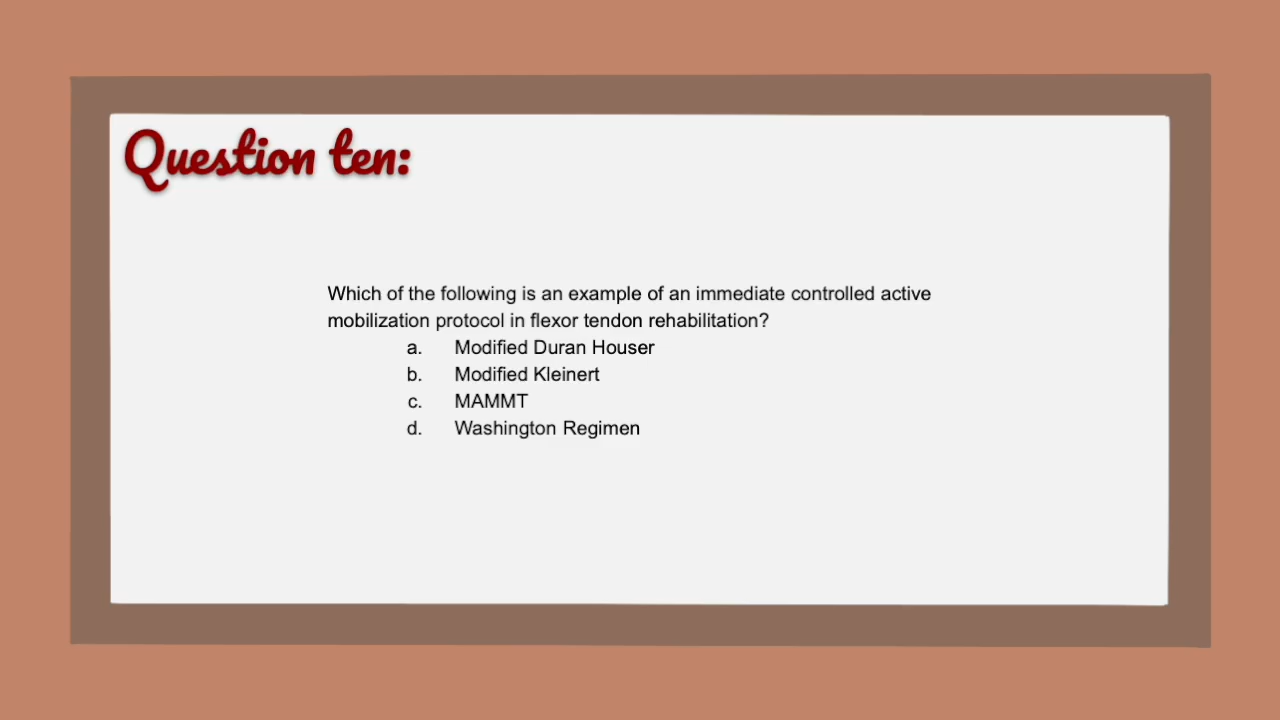 Question ten:
Which of the following is an example of an immediate controlled active
mobilization protocol in flexor tendon rehabilitation?
a. Modified Duran Houser
b. Modified Kleinert
c. MAMMT
d. Washington Regimen